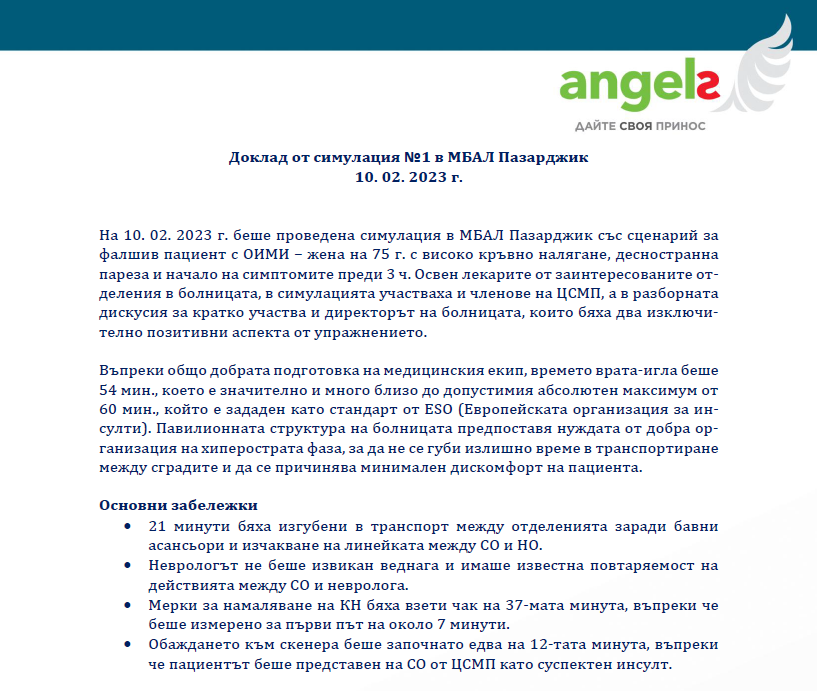 angels
ДАЙТЕ СВОЯ ПРИНОС
Доклад от симулация №1 в МБАЛ Пазарджик
10. 02. 2023 г.
На 10. 02. 2023 г. беше проведена симулация в МБАЛ Пазарджик със сценарий за
фалшив пациент с ОИМИ – жена на 75 г. с високо кръвно налягане, десностранна
пареза и начало на симптомите преди 3 ч. Освен лекарите от заинтересованите от-
деления в болницата, в симулацията участваха и членове на ЦСМП, а в разборната
дискусия за кратко участва и директорът на болницата, които бяха два изключи-
телно позитивни аспекта от упражнението.
Въпреки общо добрата подготовка на медицинския екип, времето врата-игла беше
54 мин., което е значително и много близо до допустимия абсолютен максимум от
60 мин., който е зададен като стандарт от ESO (Европейската организация за ин-
султи). Павилионната структура на болницата предпоставя нуждата от добра ор-
ганизация на хиперострата фаза, за да не се губи излишно време в транспортиране
между сградите и да се причинява минимален дискомфорт на пациента.
Основни забележки
• 21 минути бяха изгубени в транспорт между отделенията заради бавни
асансьори и изчакване на линейката между СО и НО.
• Неврологът не беше извикан веднага и имаше известна повтаряемост на
действията между СО и невролога.
• Мерки за намаляване на КН бяха взети чак на 37-мата минута, въпреки че
беше измерено за първи път на около 7 минути.
• Обаждането към скенера беше започнато едва на 12-тата минута, въпреки
че пациентът беше представен на СО от ЦСМП като суспектен инсулт.